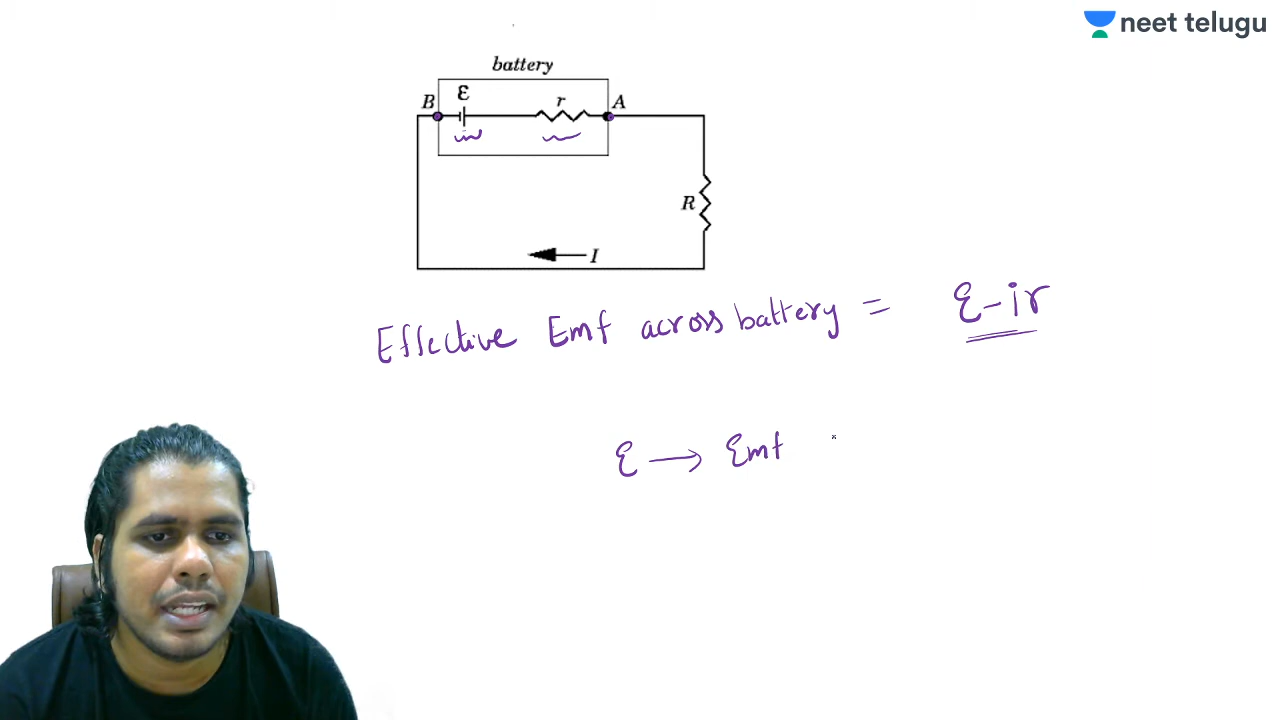 neet telugu
battery
B ε r A
R
I
Effective Emf across battery = ε-ir
ε → Emf